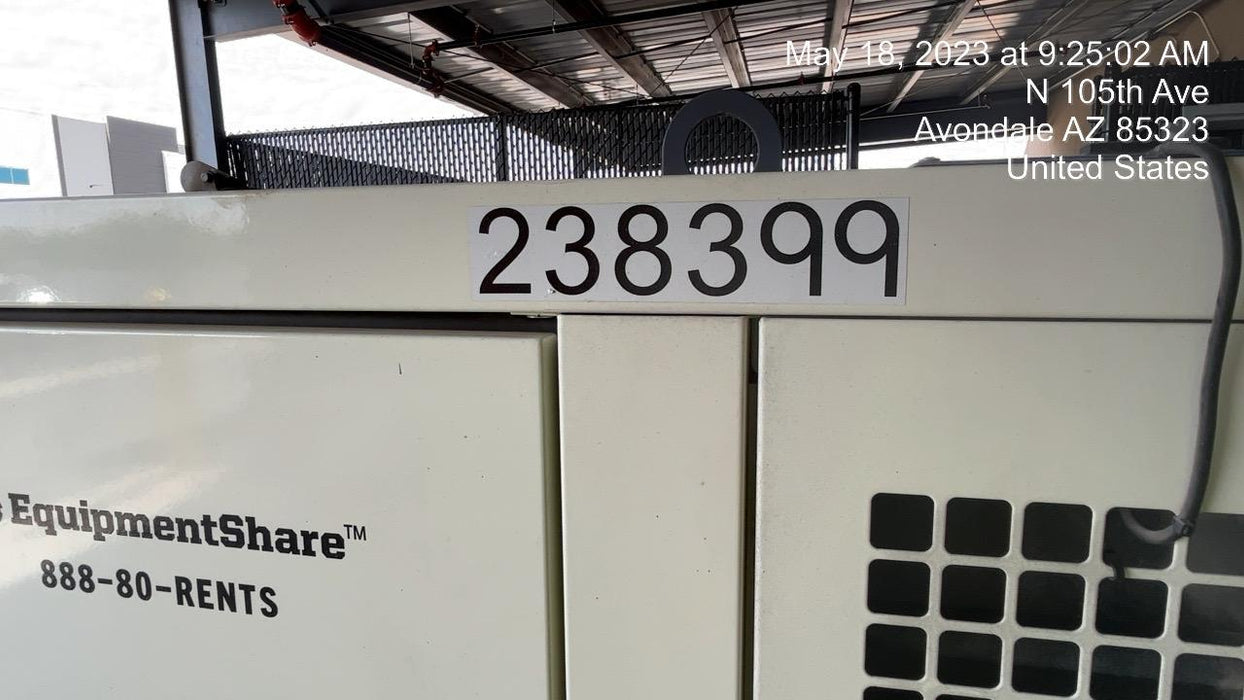 May 18, 2023 at 9:25:02 AM
N 105th Ave
Avondale AZ 85323
United States
238399
EquipmentShare™
888-80-RENTS